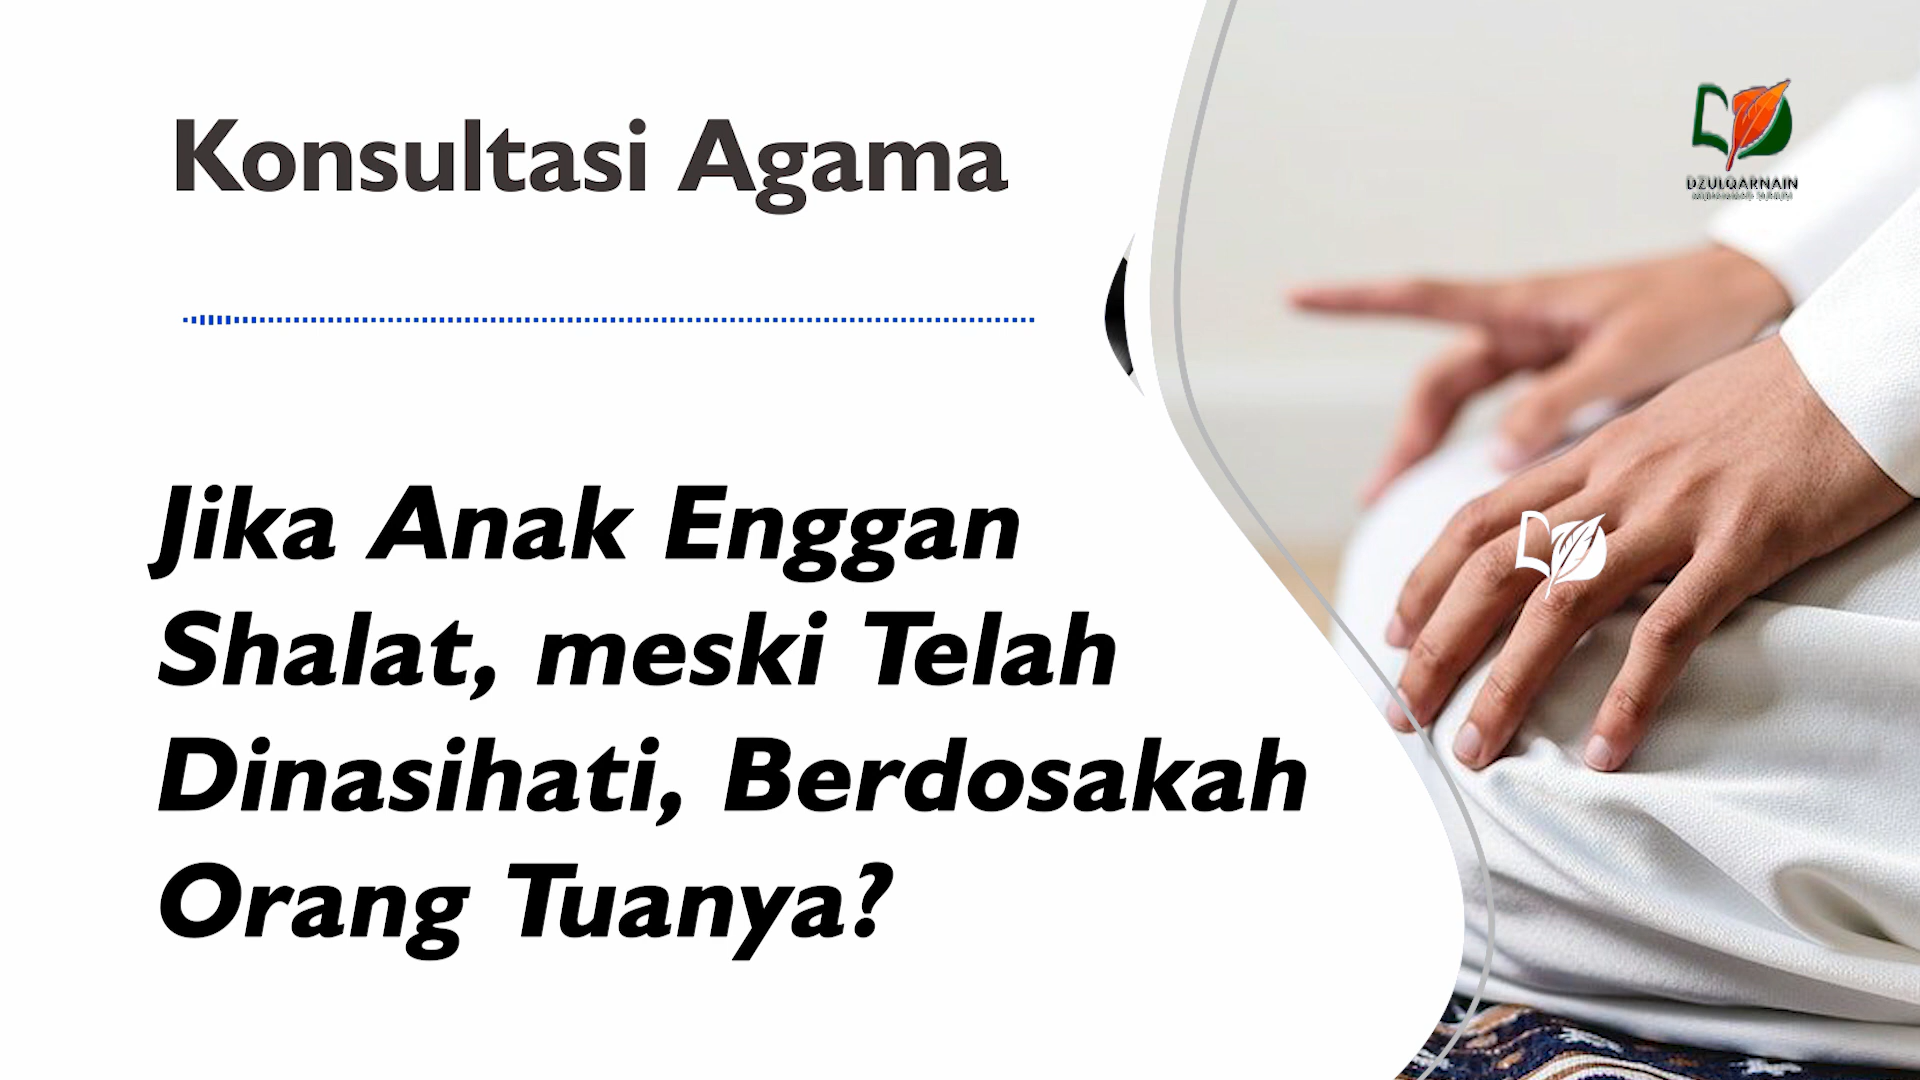 Konsultasi Agama
DZULQARNAIN
Jika Anak Enggan
Shalat, meski Telah
Dinasihati, Berdosakah
Orang Tuanya?